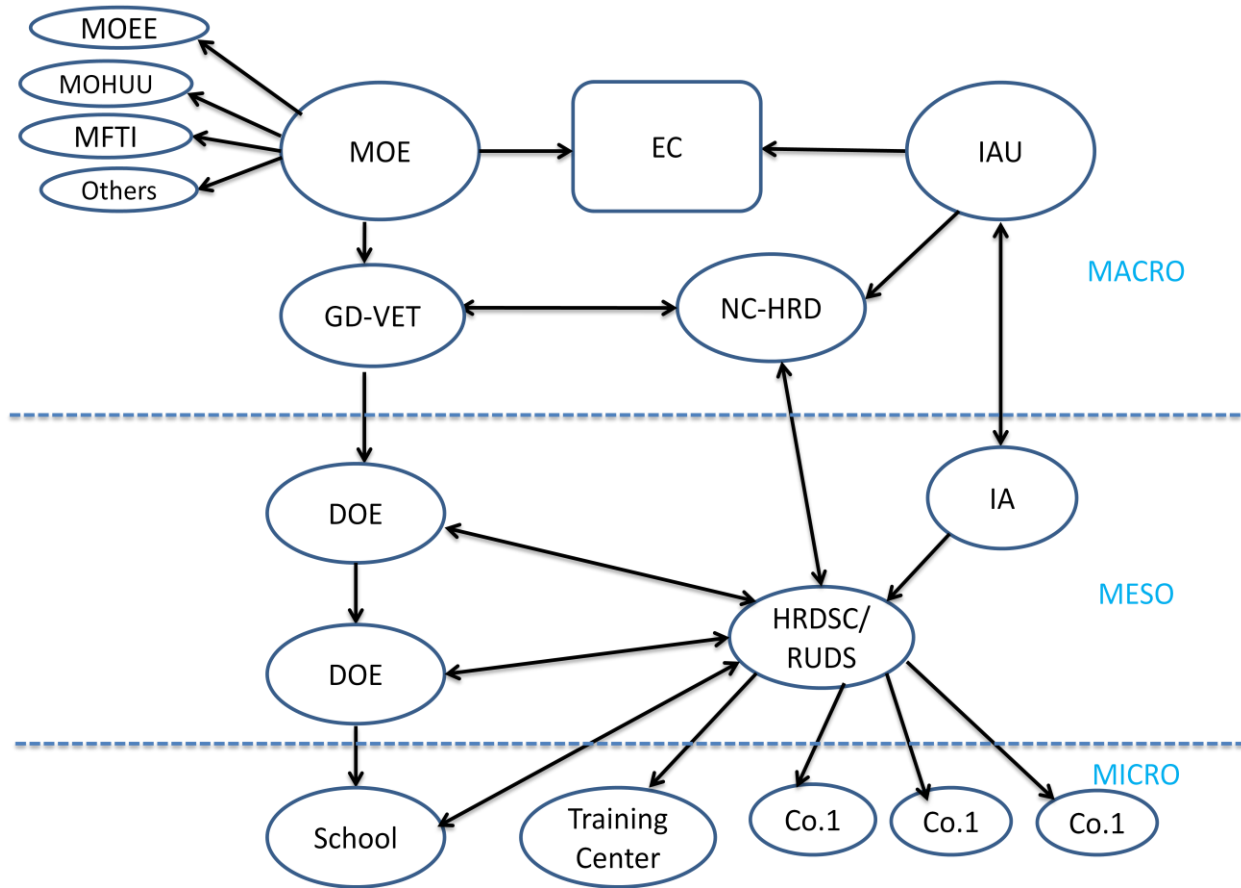 MOEE
MOHUU
MFTI
Others
MOE
EC
IAU
MACRO
GD-VET
NC-HRD
DOE
IA
MESO
HRDSC/
RUDS
DOE
MICRO
School
Training
Center
Co.1
Co.1
Co.1